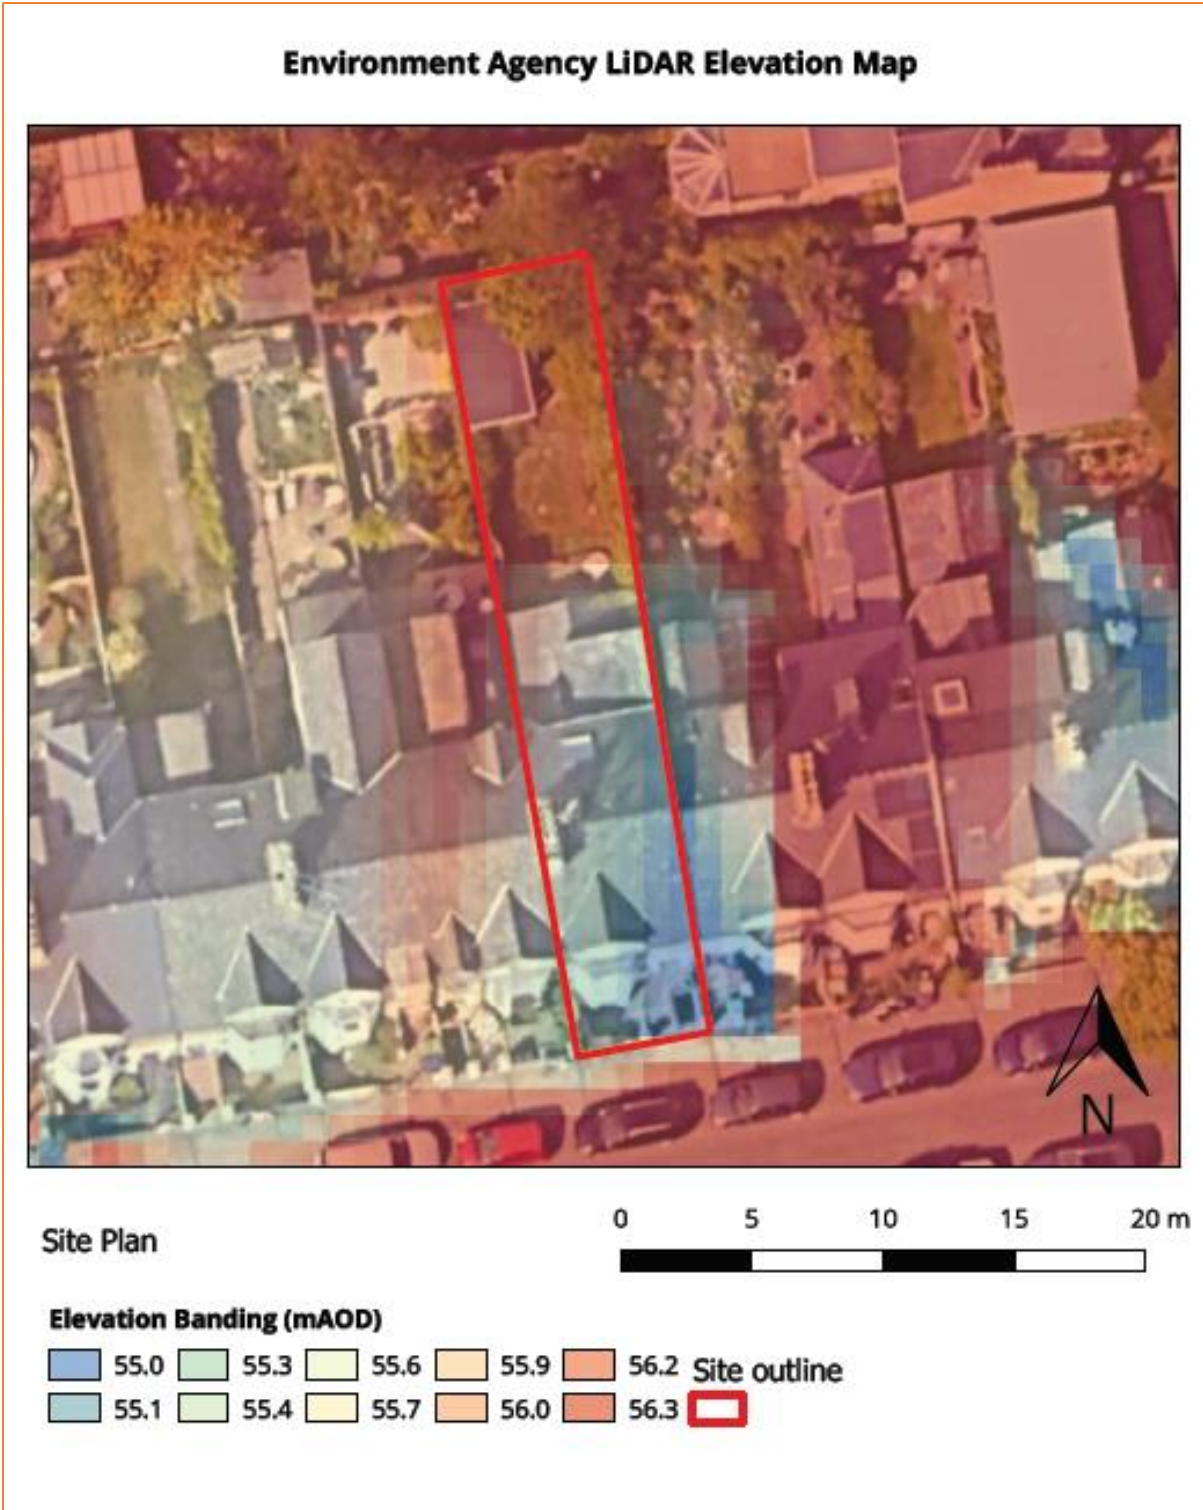 Environment Agency LiDAR Elevation Map
N
Site Plan
0 5 10 15 20 m
Elevation Banding (mAOD)
55.0 55.3 55.6 55.9 56.2 Site outline
55.1 55.4 55.7 56.0 56.3